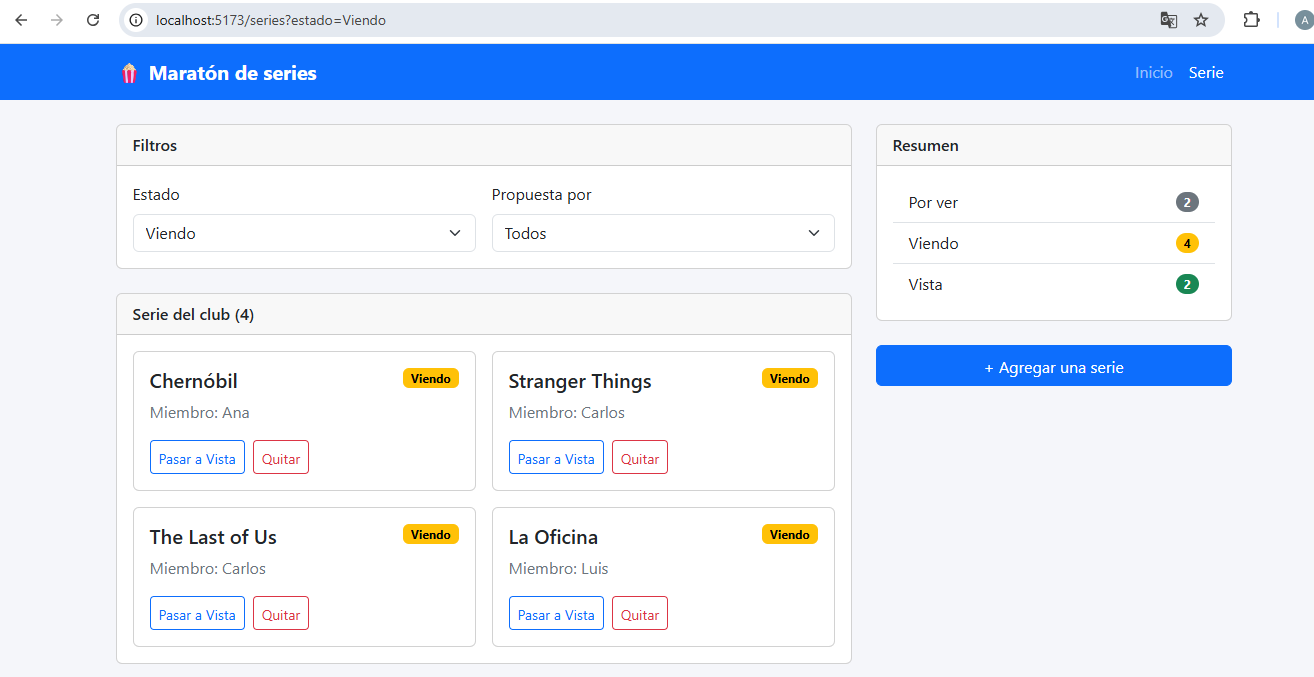 localhost:5173/series?estado=Viendo
A
Maratón de series
Inicio Serie
Filtros
Estado
Propuesta por
Viendo
Todos
Serie del club (4)
Chernóbil
Viendo
Miembro: Ana
Pasar a Vista Quitar
Stranger Things
Viendo
Miembro: Carlos
Pasar a Vista Quitar
The Last of Us
Viendo
Miembro: Carlos
Pasar a Vista Quitar
La Oficina
Viendo
Miembro: Luis
Pasar a Vista Quitar
Resumen
Por ver 2
Viendo 4
Vista 2
+ Agregar una serie